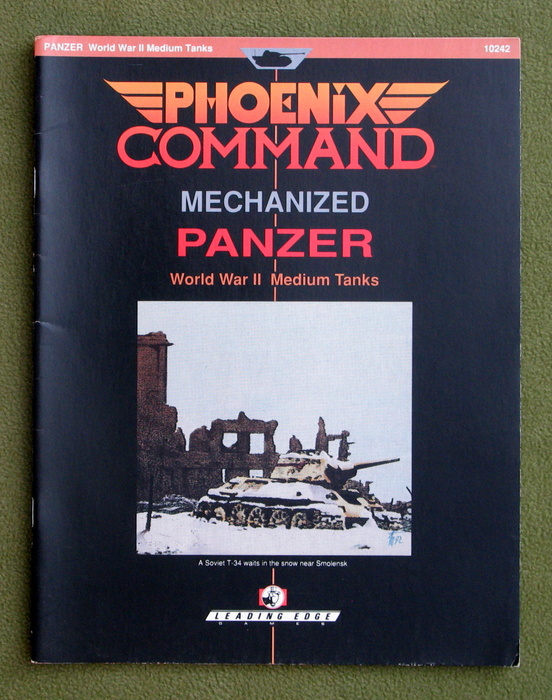 PANZER World War II Medium Tanks 10242
PHOENIX
COMMAND
MECHANIZED
PANZER
World War II Medium Tanks
A Soviet T-34 waits in the snow near Smolensk
LEADING EDGE
GAMES